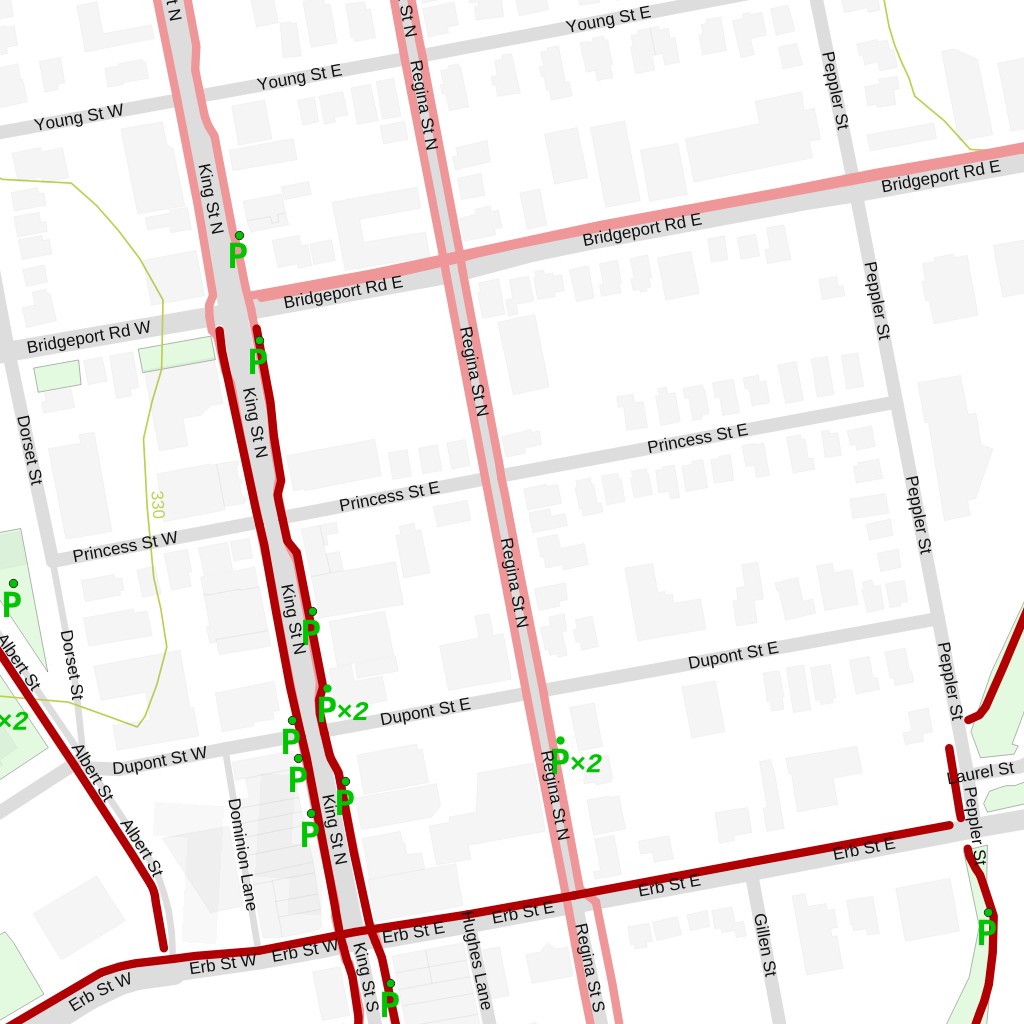 t N
St N
Young St E
Young St E
Young St W
Regina St N
Peppler St
King St N
Bridgeport Rd E
Bridgeport Rd E
Bridgeport Rd E
P
Peppler St
Bridgeport Rd W
P
Regina St N
King St N
Dorset St
Princess St E
Princess St E
330
Princess St W
Peppler St
Regina St N
P
King St N
P
Albert St
Dorset St
Dupont St E
Peppler St
P×2
Dupont St E
×2
P
Dupont St W
P×2
Albert St
P
Regina St N
Laurel St
P
P
King St N
Peppler St
Albert St
Dominion Lane
Erb St E
Erb St E
Erb St E
Erb St E
P
Hughes Lane
Gillen St
Erb St W
Erb St W
Erb St W
King St S
Regina St S
P